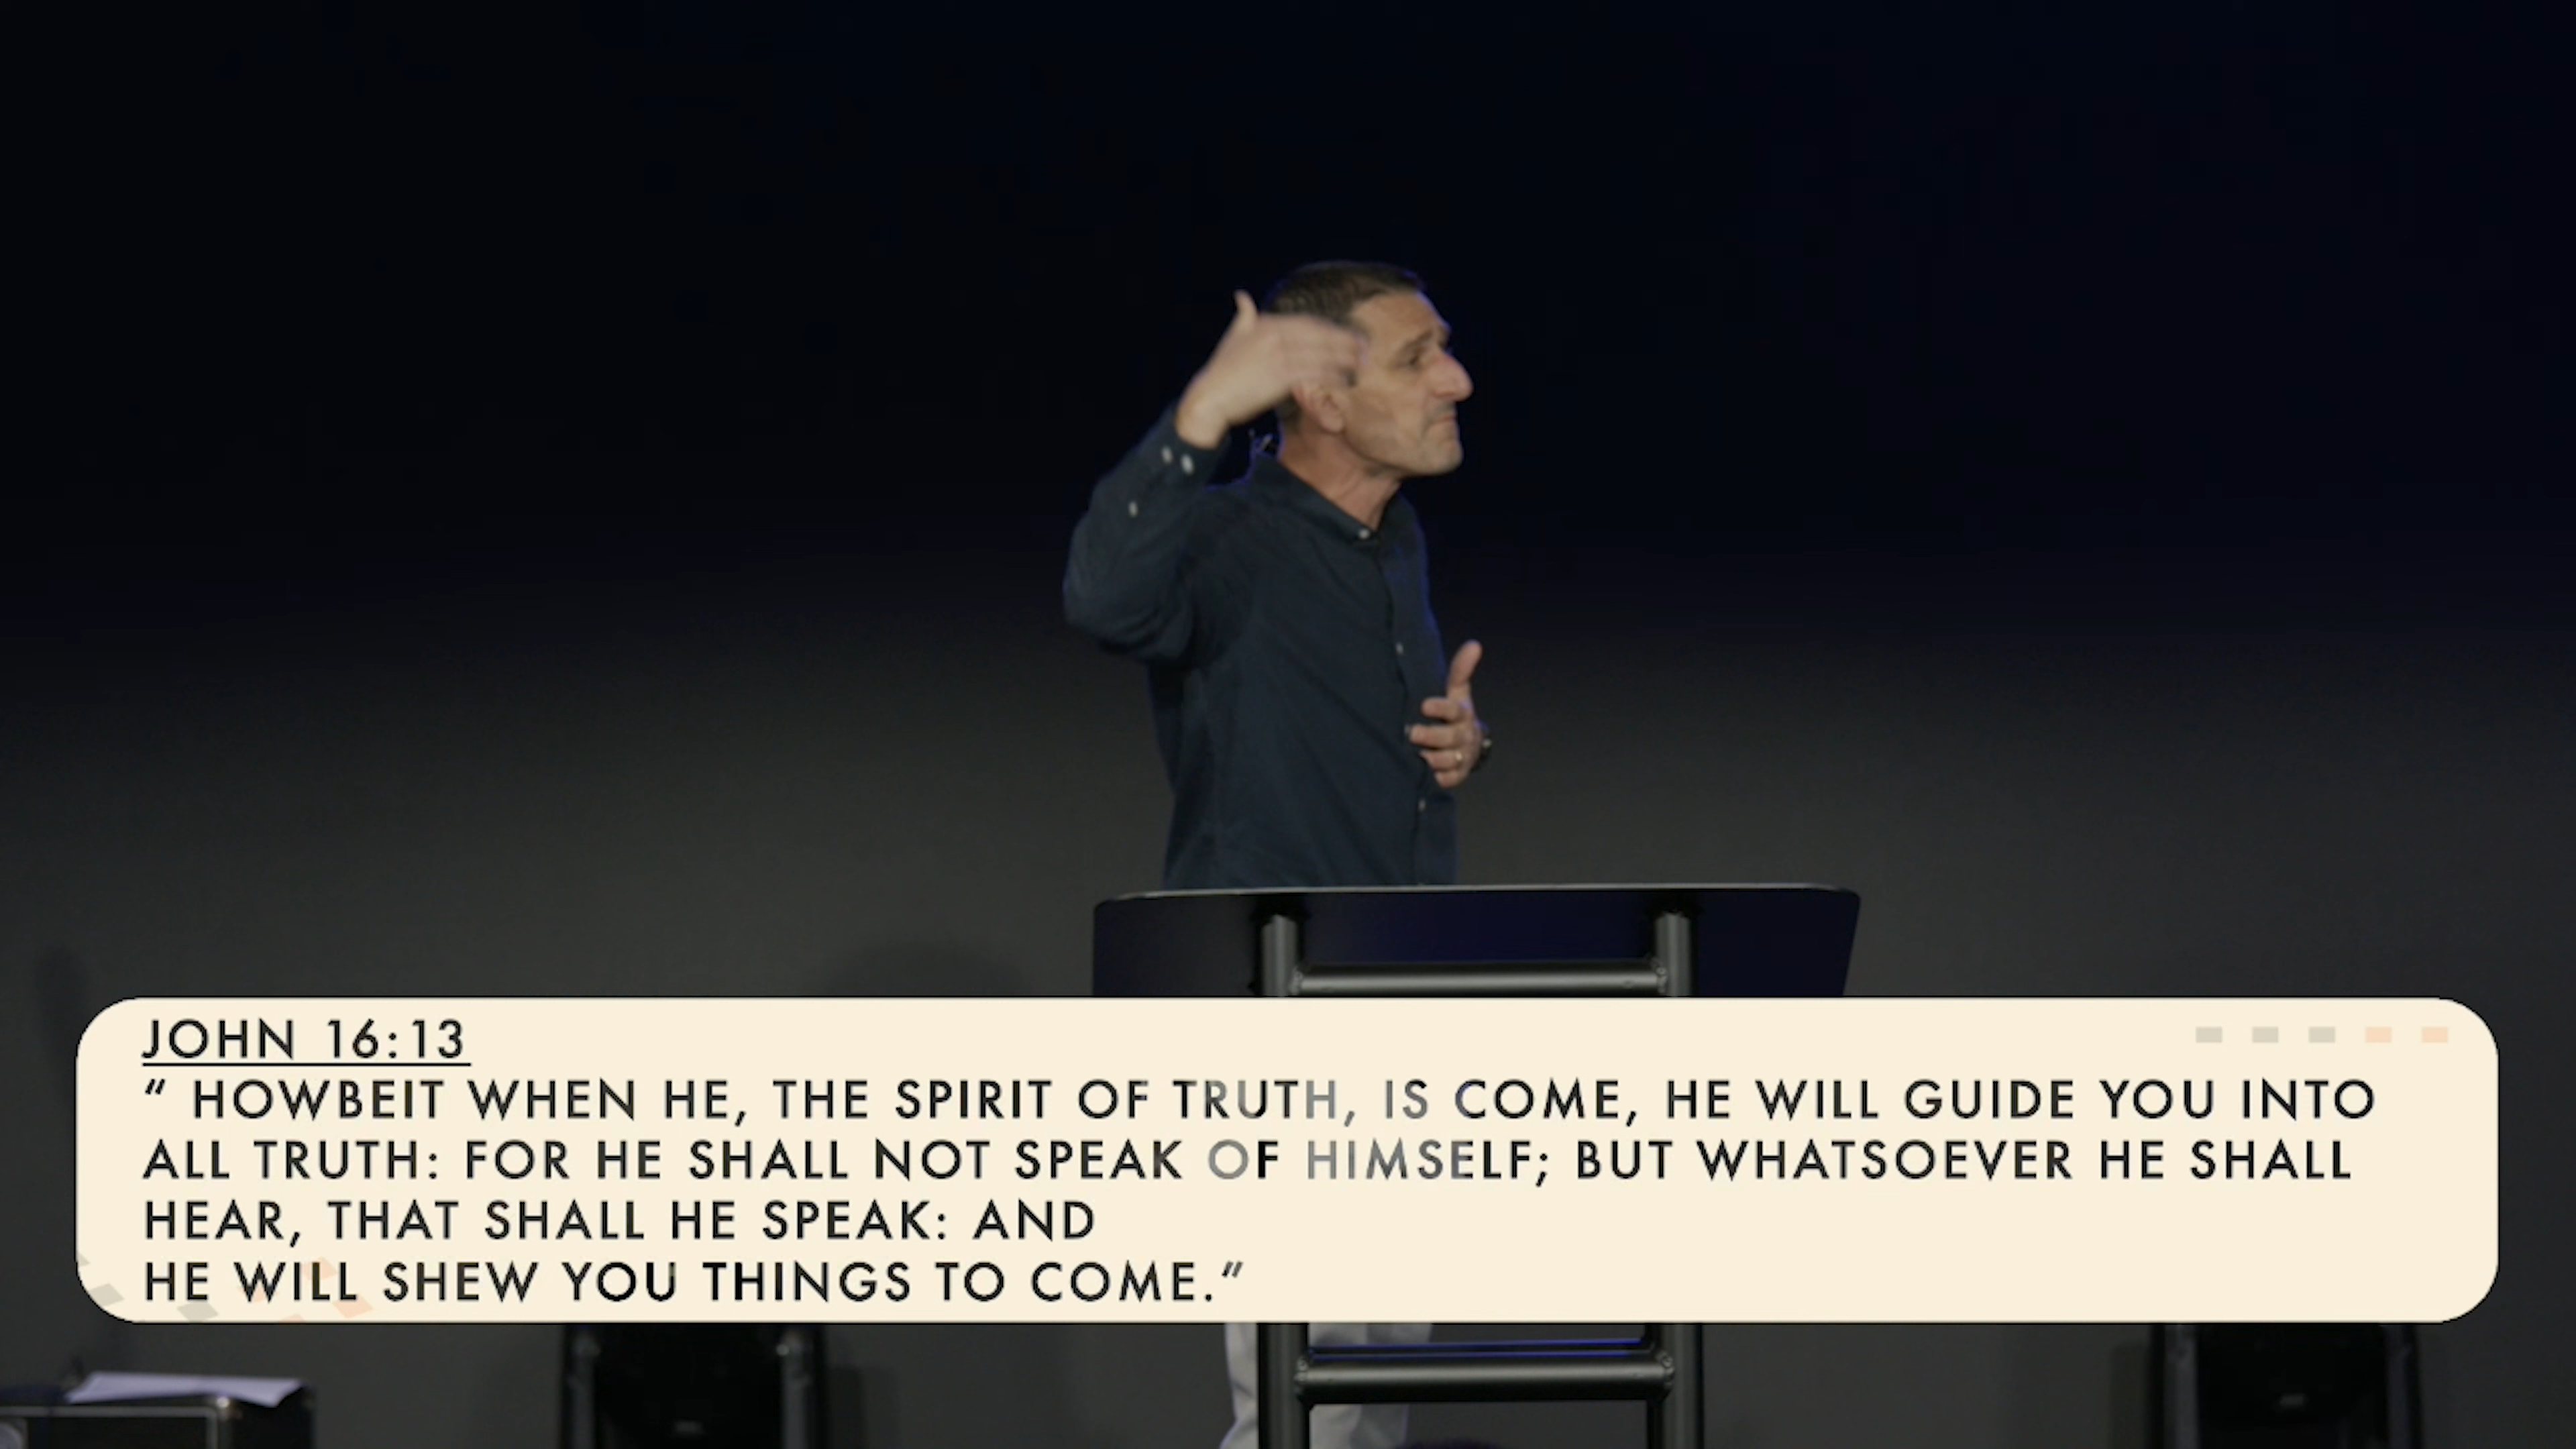 JOHN 16:13
“ HOWBEIT WHEN HE, THE SPIRIT OF TRUTH, IS COME, HE WILL GUIDE YOU INTO
ALL TRUTH: FOR HE SHALL NOT SPEAK OF HIMSELF; BUT WHATSOEVER HE SHALL
HEAR, THAT SHALL HE SPEAK: AND
HE WILL SHEW YOU THINGS TO COME.”